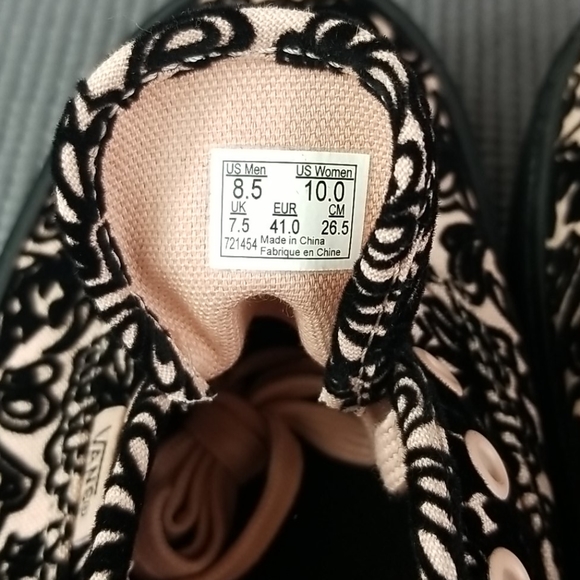 US Men US Women
8.5 10.0
UK EUR CM
7.5 41.0 26.5
721454 Made in China
Fabrique en Chine
VANS